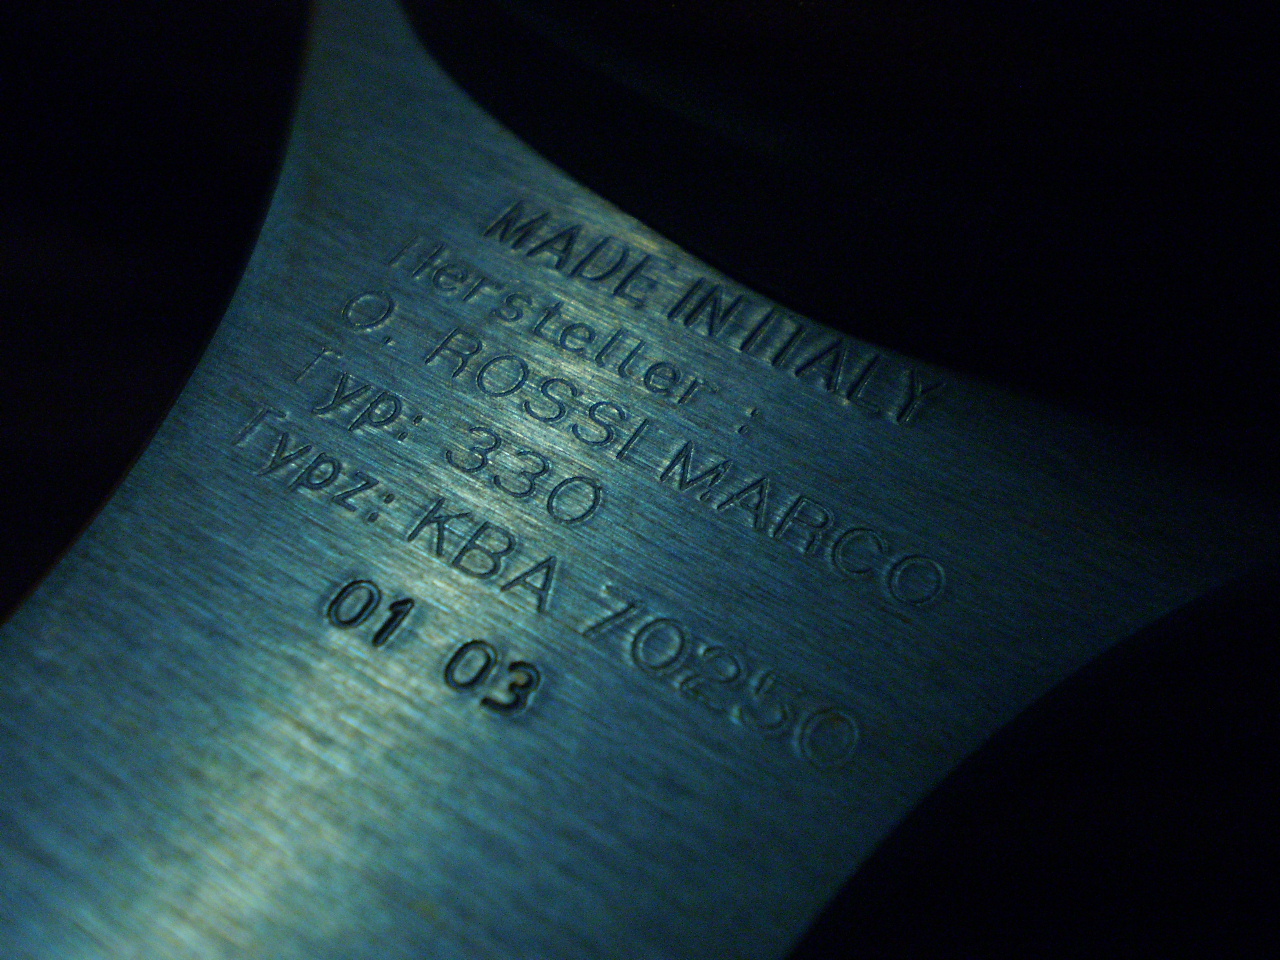 MADE IN ITALY
Hersteller :
O. ROSSI.MARCO
Typ: 330
Typz: KBA 70250
01 03